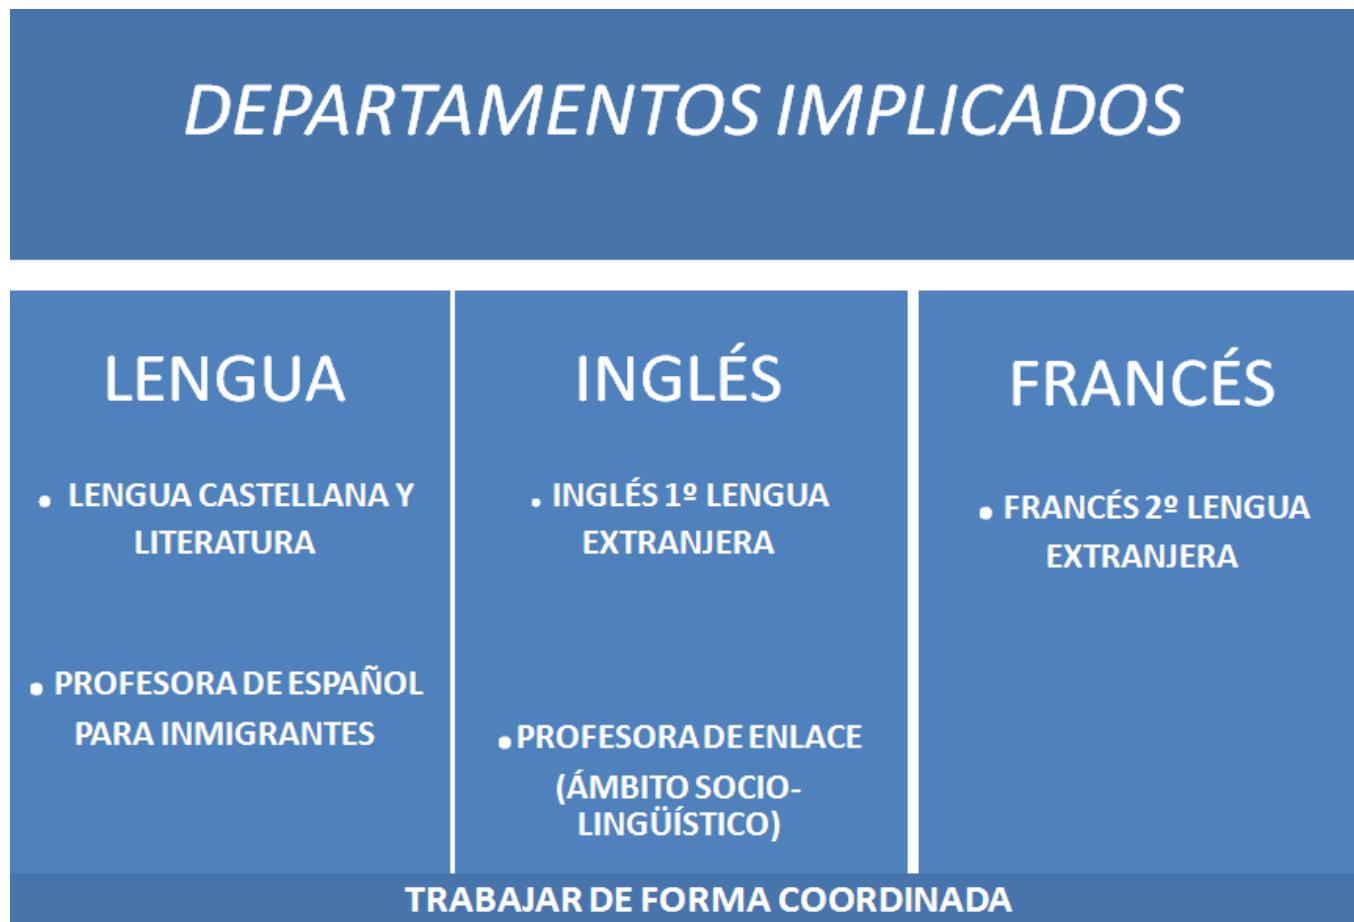 DEPARTAMENTOS IMPLICADOS
LENGUA
. LENGUA CASTELLANA Y
LITERATURA
. PROFESORA DE ESPAÑOL
PARA INMIGRANTES
INGLÉS
. INGLÉS 1º LENGUA
EXTRANJERA
. PROFESORA DE ENLACE
(ÁMBITO SOCIO-
LINGÜÍSTICO)
FRANCÉS
. FRANCÉS 2º LENGUA
EXTRANJERA
TRABAJAR DE FORMA COORDINADA